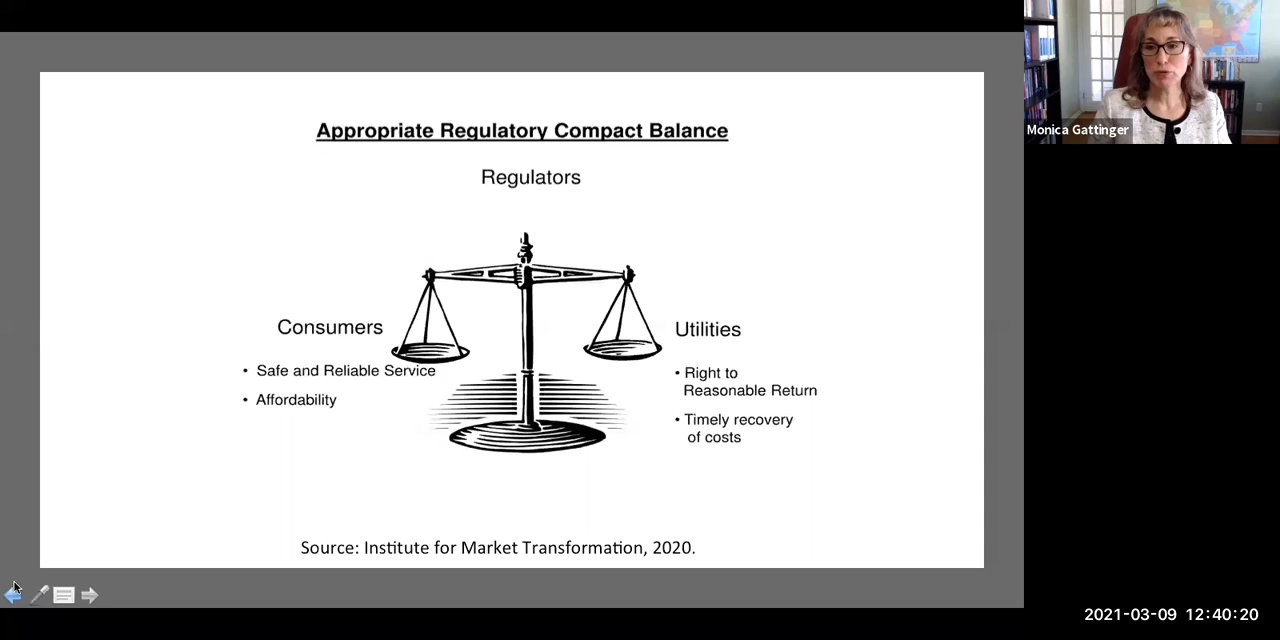 Appropriate Regulatory Compact Balance
Regulators
Consumers
• Safe and Reliable Service
• Affordability
Utilities
• Right to
Reasonable Return
• Timely recovery
of costs
Source: Institute for Market Transformation, 2020.
Monica Gattinger
2021-03-09 12:40:20